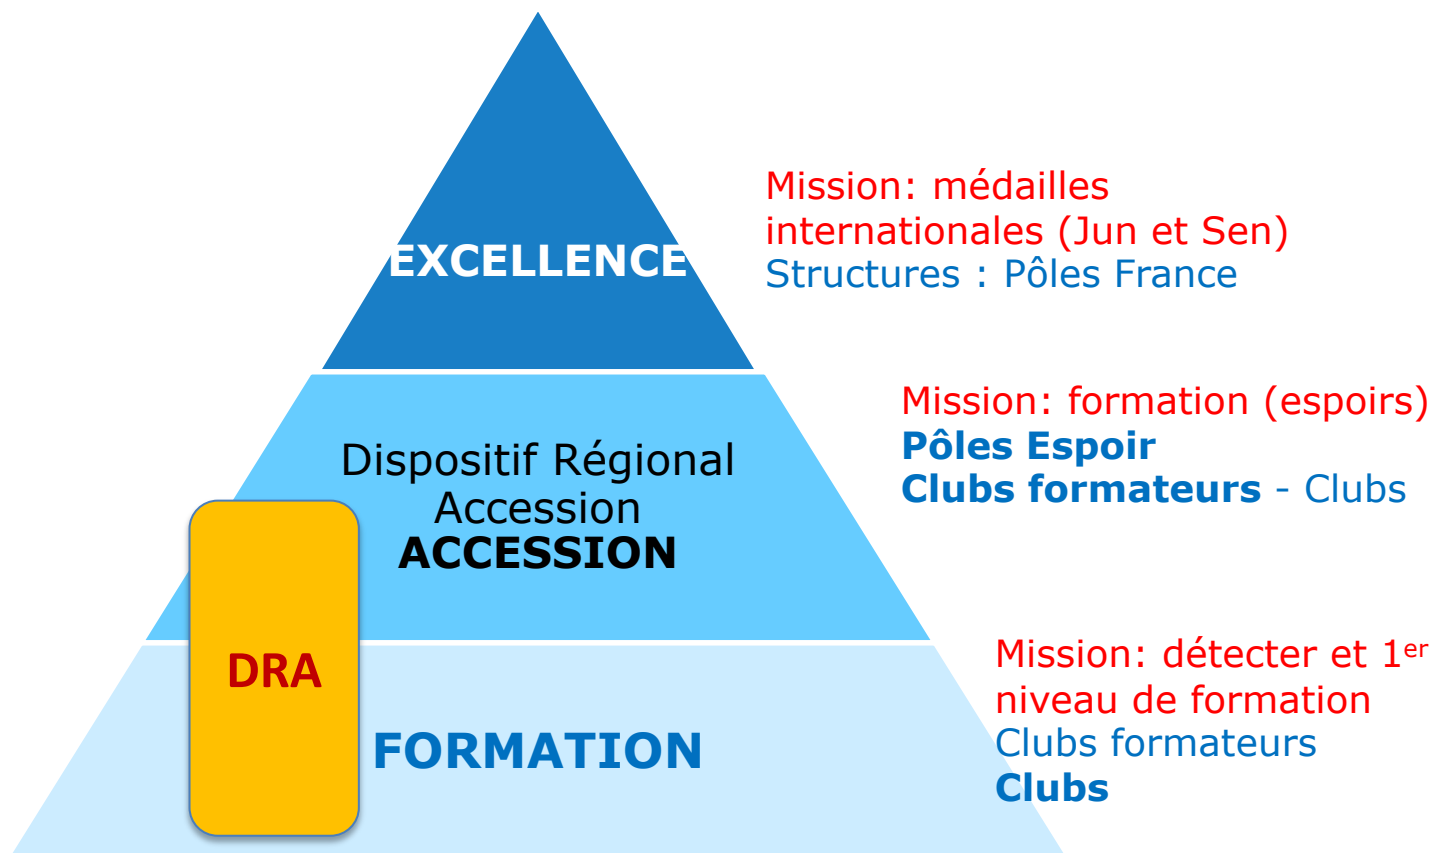 EXCELLENCE
Mission: médailles
internationales (Jun et Sen)
Structures : Pôles France
Dispositif Régional
Accession
ACCESSION
Mission: formation (espoirs)
Pôles Espoir
Clubs formateurs - Clubs
DRA
FORMATION
Mission: détecter et 1er
niveau de formation
Clubs formateurs
Clubs